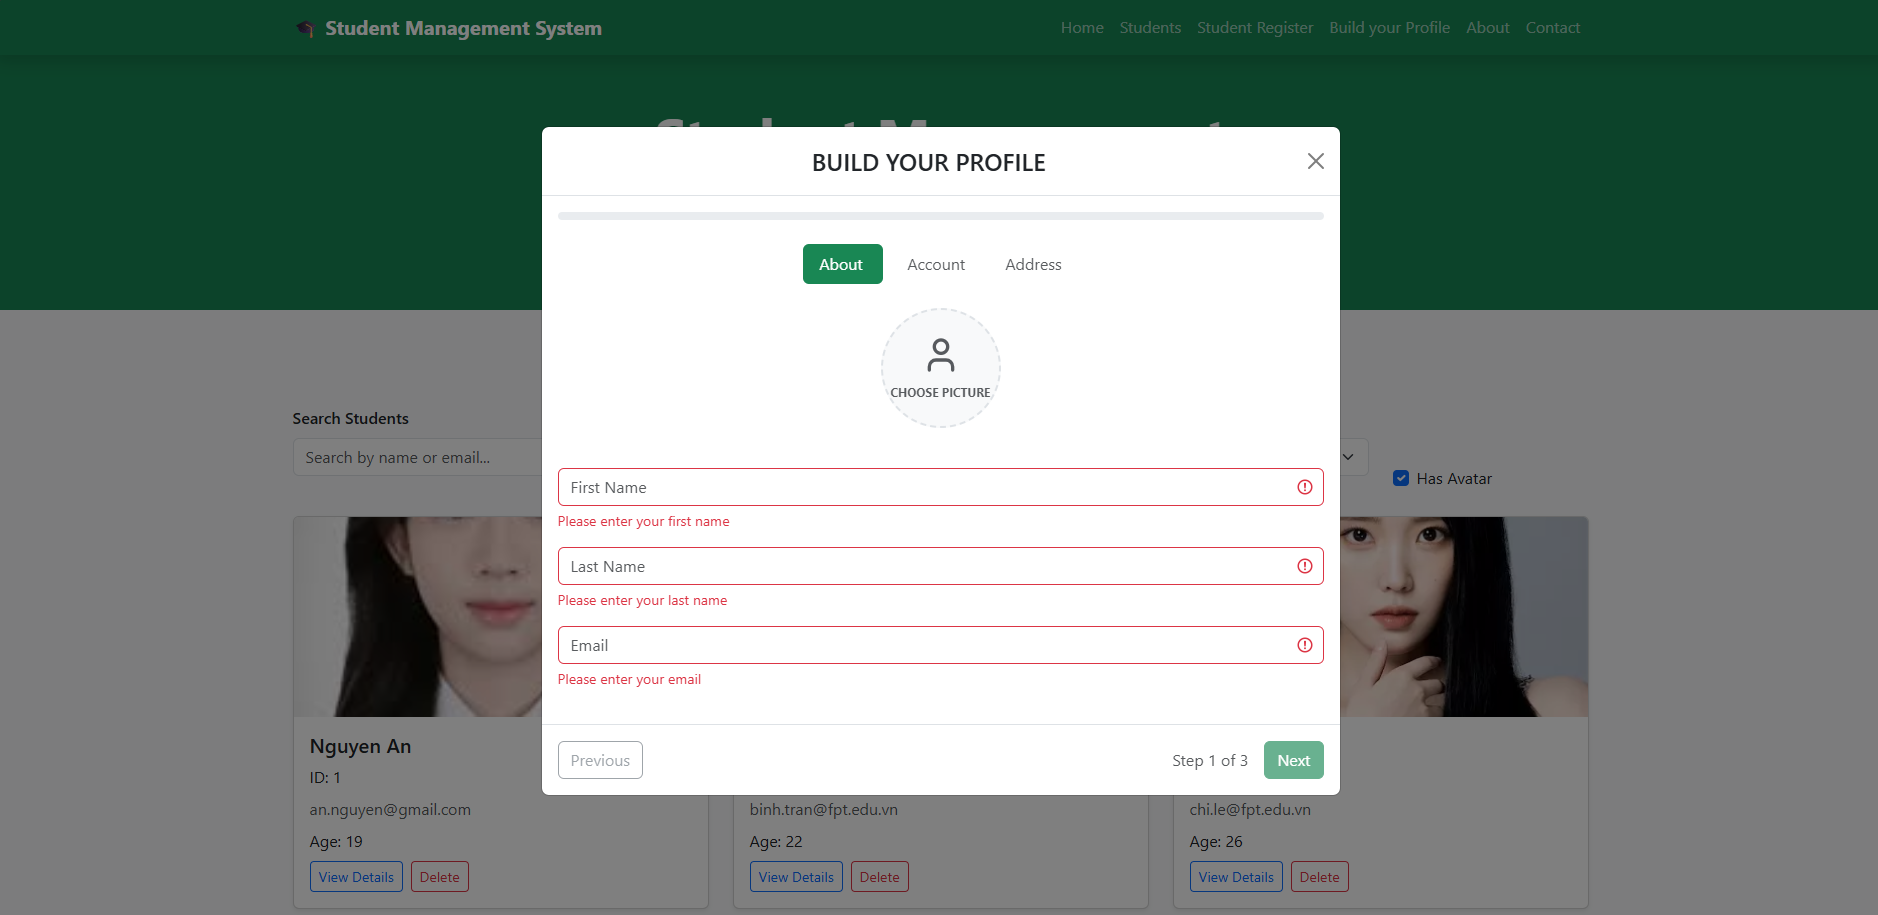 Student Management System
Home Students Student Register Build your Profile About Contact
BUILD YOUR PROFILE
About Account Address
CHOOSE PICTURE
Search Students
Search by name or email...
Has Avatar
First Name
Please enter your first name
Last Name
Please enter your last name
Email
Please enter your email
Previous
Step 1 of 3
Next
Nguyen An
ID: 1
an.nguyen@gmail.com
Age: 19
View Details Delete
binh.tran@fpt.edu.vn
Age: 22
View Details Delete
chi.le@fpt.edu.vn
Age: 26
View Details Delete